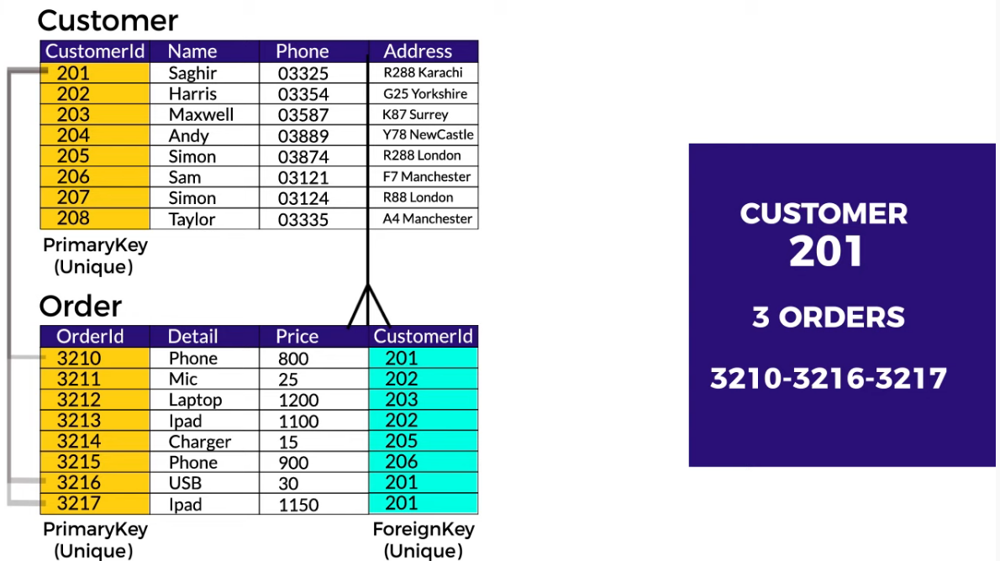 Customer
CustomerId Name Phone Address
201 Saghir 03325 R288 Karachi
202 Harris 03354 G25 Yorkshire
203 Maxwell 03587 K87 Surrey
204 Andy 03889 Y78 NewCastle
205 Simon 03874 R288 London
206 Sam 03121 F7 Manchester
207 Simon 03124 R88 London
208 Taylor 03335 A4 Manchester
PrimaryKey
(Unique)
Order
OrderId Detail Price CustomerId
3210 Phone 800 201
3211 Mic 25 202
3212 Laptop 1200 203
3213 Ipad 1100 202
3214 Charger 15 205
3215 Phone 900 206
3216 USB 30 201
3217 Ipad 1150 201
PrimaryKey
(Unique)
ForeignKey
(Unique)
CUSTOMER
201
3 ORDERS
3210-3216-3217